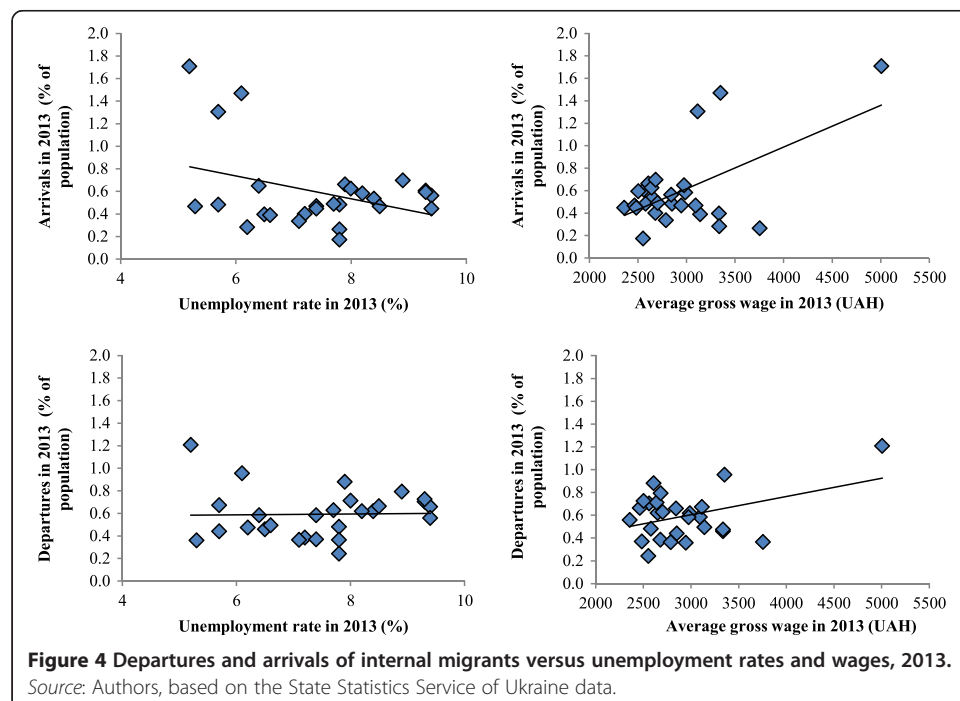 Arrivals in 2013 (% of
population)
2.0
1.8
1.6
1.4
1.2
1.0
0.8
0.6
0.4
0.2
0.0
4 6 8 10
Unemployment rate in 2013 (%)
Arrivals in 2013 (% of
population)
2.0
1.8
1.6
1.4
1.2
1.0
0.8
0.6
0.4
0.2
0.0
2000 2500 3000 3500 4000 4500 5000 5500
Average gross wage in 2013 (UAH)
Departures in 2013 (% of
population)
2.0
1.8
1.6
1.4
1.2
1.0
0.8
0.6
0.4
0.2
0.0
4 6 8 10
Unemployment rate in 2013 (%)
Departures in 2013 (% of
population)
2.0
1.8
1.6
1.4
1.2
1.0
0.8
0.6
0.4
0.2
0.0
2000 2500 3000 3500 4000 4500 5000 5500
Average gross wage in 2013 (UAH)
Figure 4 Departures and arrivals of internal migrants versus unemployment rates and wages, 2013.
Source: Authors, based on the State Statistics Service of Ukraine data.